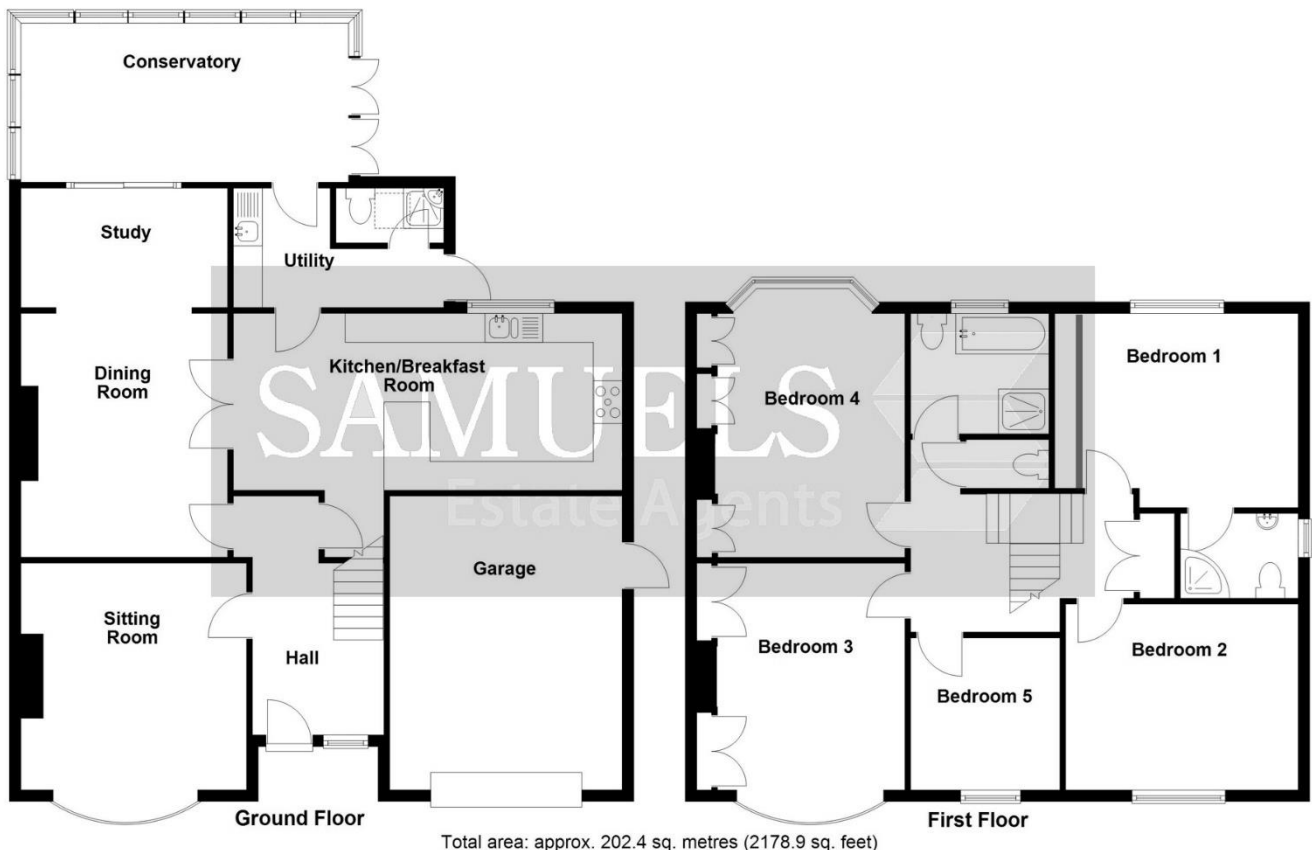 Conservatory
Study
Utility
Dining
Room
Kitchen/Breakfast
Room
Bedroom 4
Bedroom 1
SAMUELS
Estate Agents
Garage
Sitting
Room
Hall
Bedroom 3
Bedroom 5
Bedroom 2
Ground Floor
First Floor
Total area: approx. 202.4 sq. metres (2178.9 sq. feet)